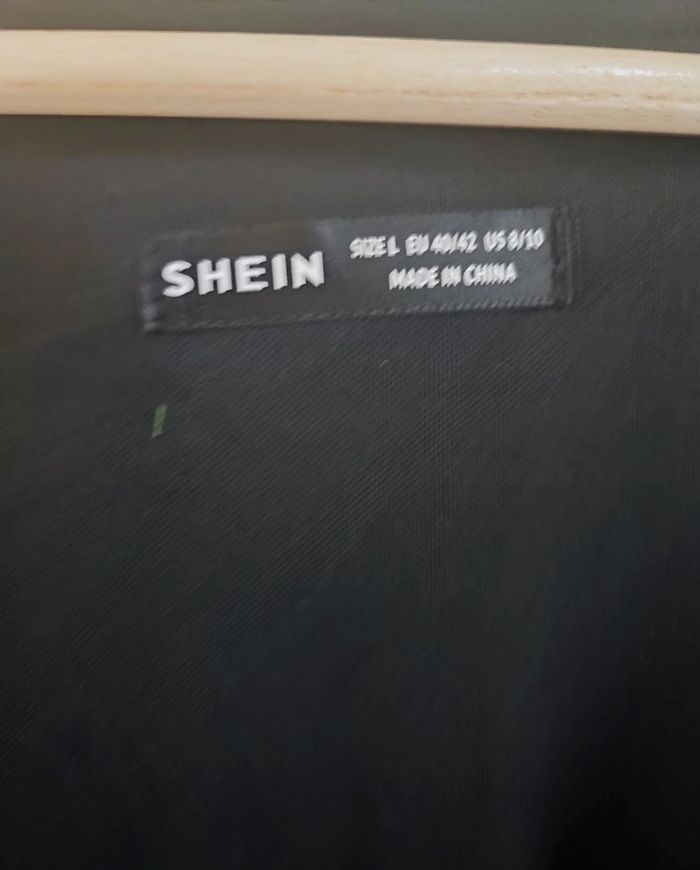 SHEIN
SIZE L EU 40/42 US 8/10
MADE IN CHINA